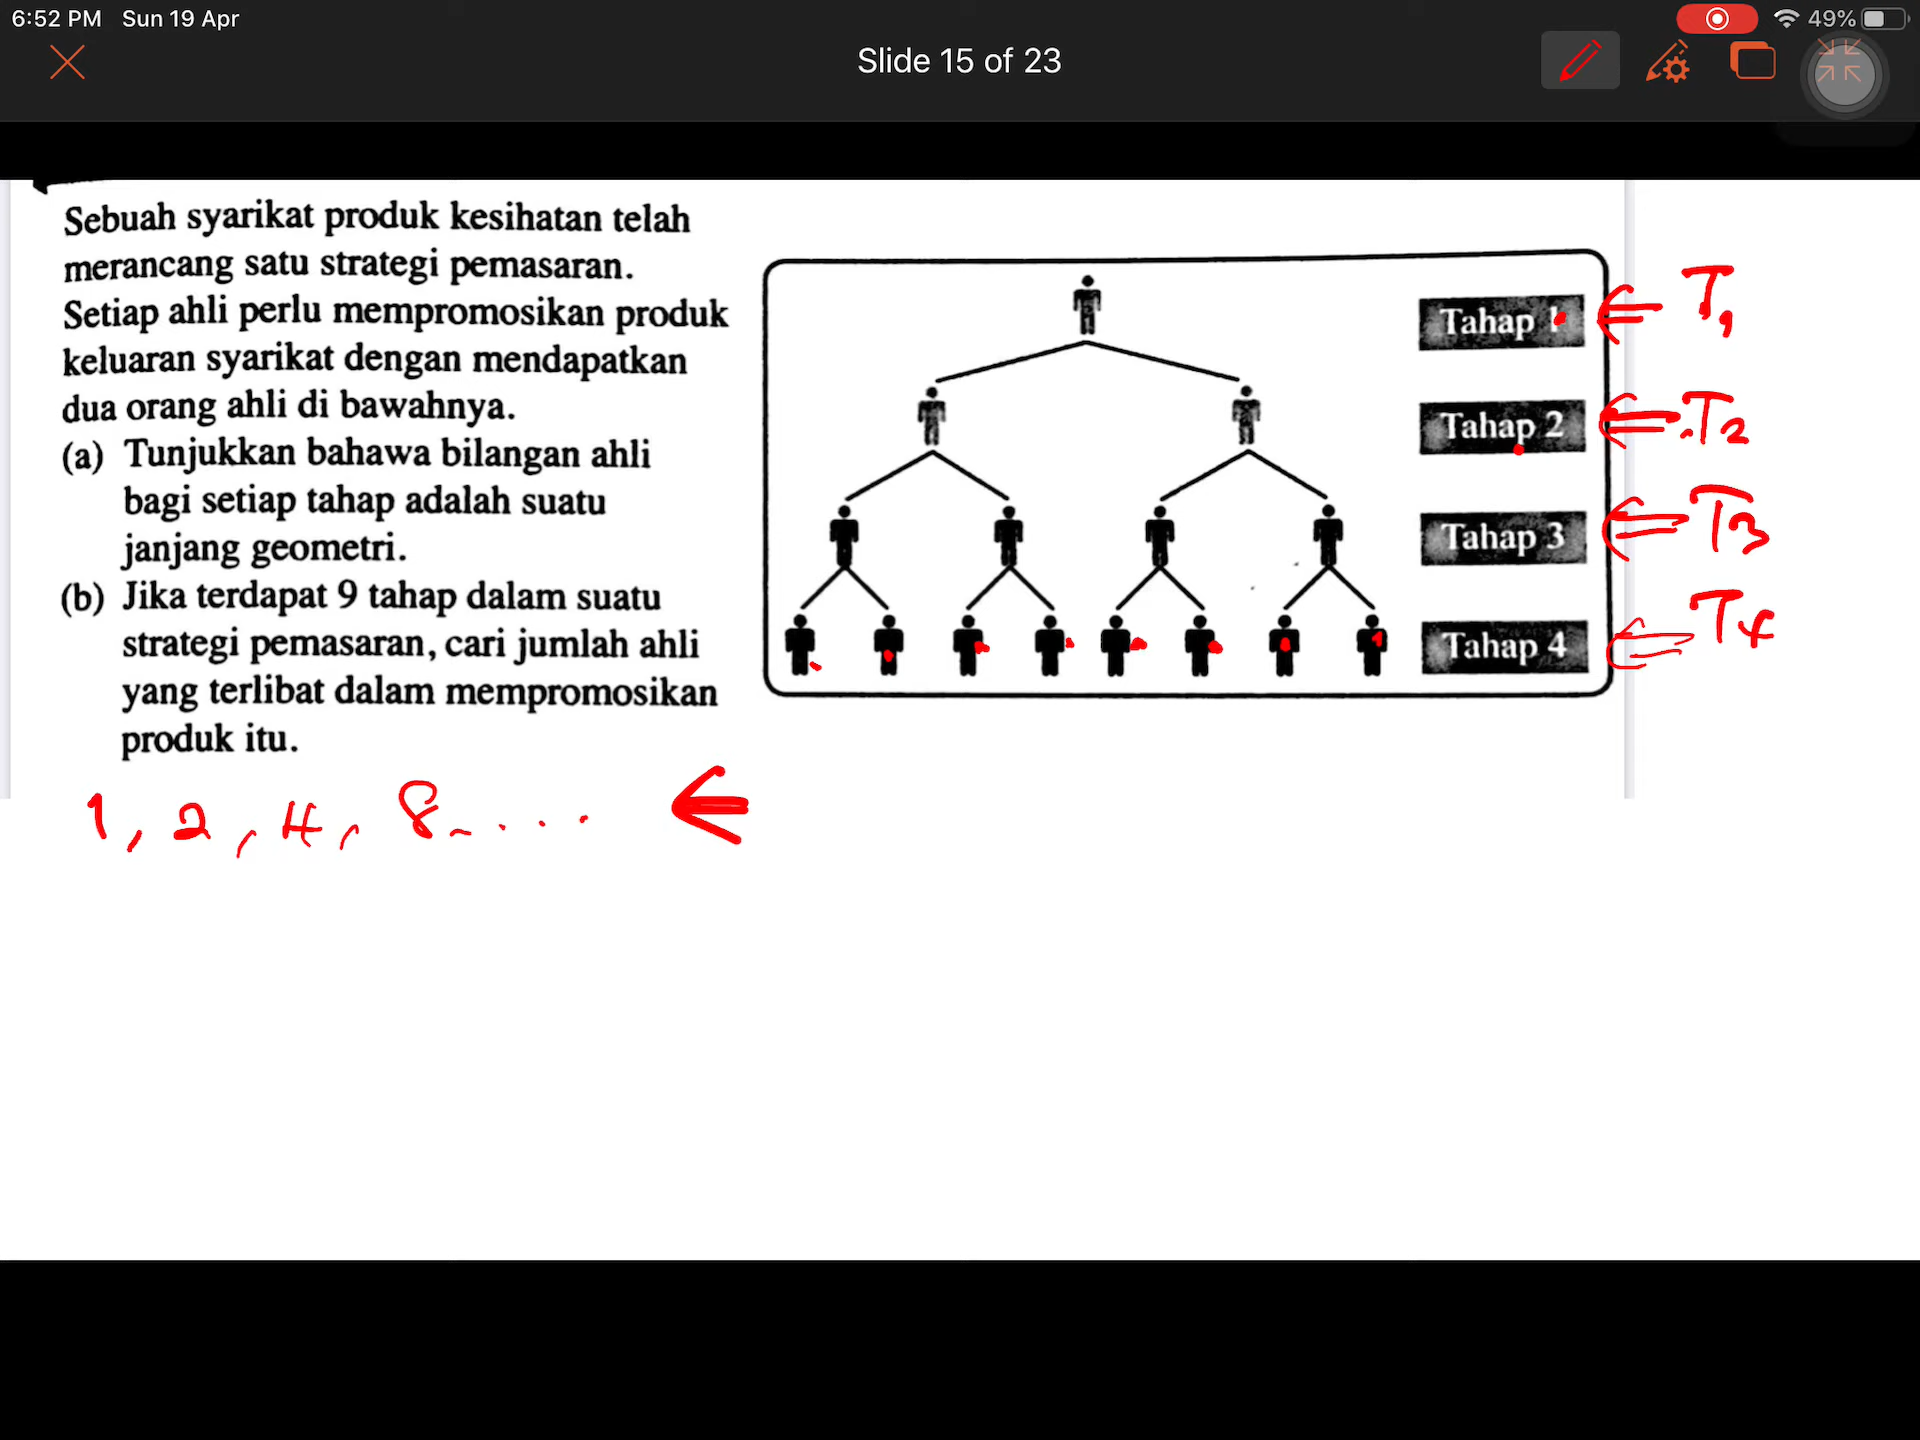 6:52 PM Sun 19 Apr
49%
Slide 15 of 23
Sebuah syarikat produk kesihatan telah
merancang satu strategi pemasaran.
Setiap ahli perlu mempromosikan produk
keluaran syarikat dengan mendapatkan
dua orang ahli di bawahnya.
(a) Tunjukkan bahawa bilangan ahli
bagi setiap tahap adalah suatu
janjang geometri.
(b) Jika terdapat 9 tahap dalam suatu
strategi pemasaran, cari jumlah ahli
yang terlibat dalam mempromosikan
produk itu.
Tahap 1
T1
Tahap 2
T2
Tahap 3
T3
Tahap 4
T4
1, 2, 4, 8, ....